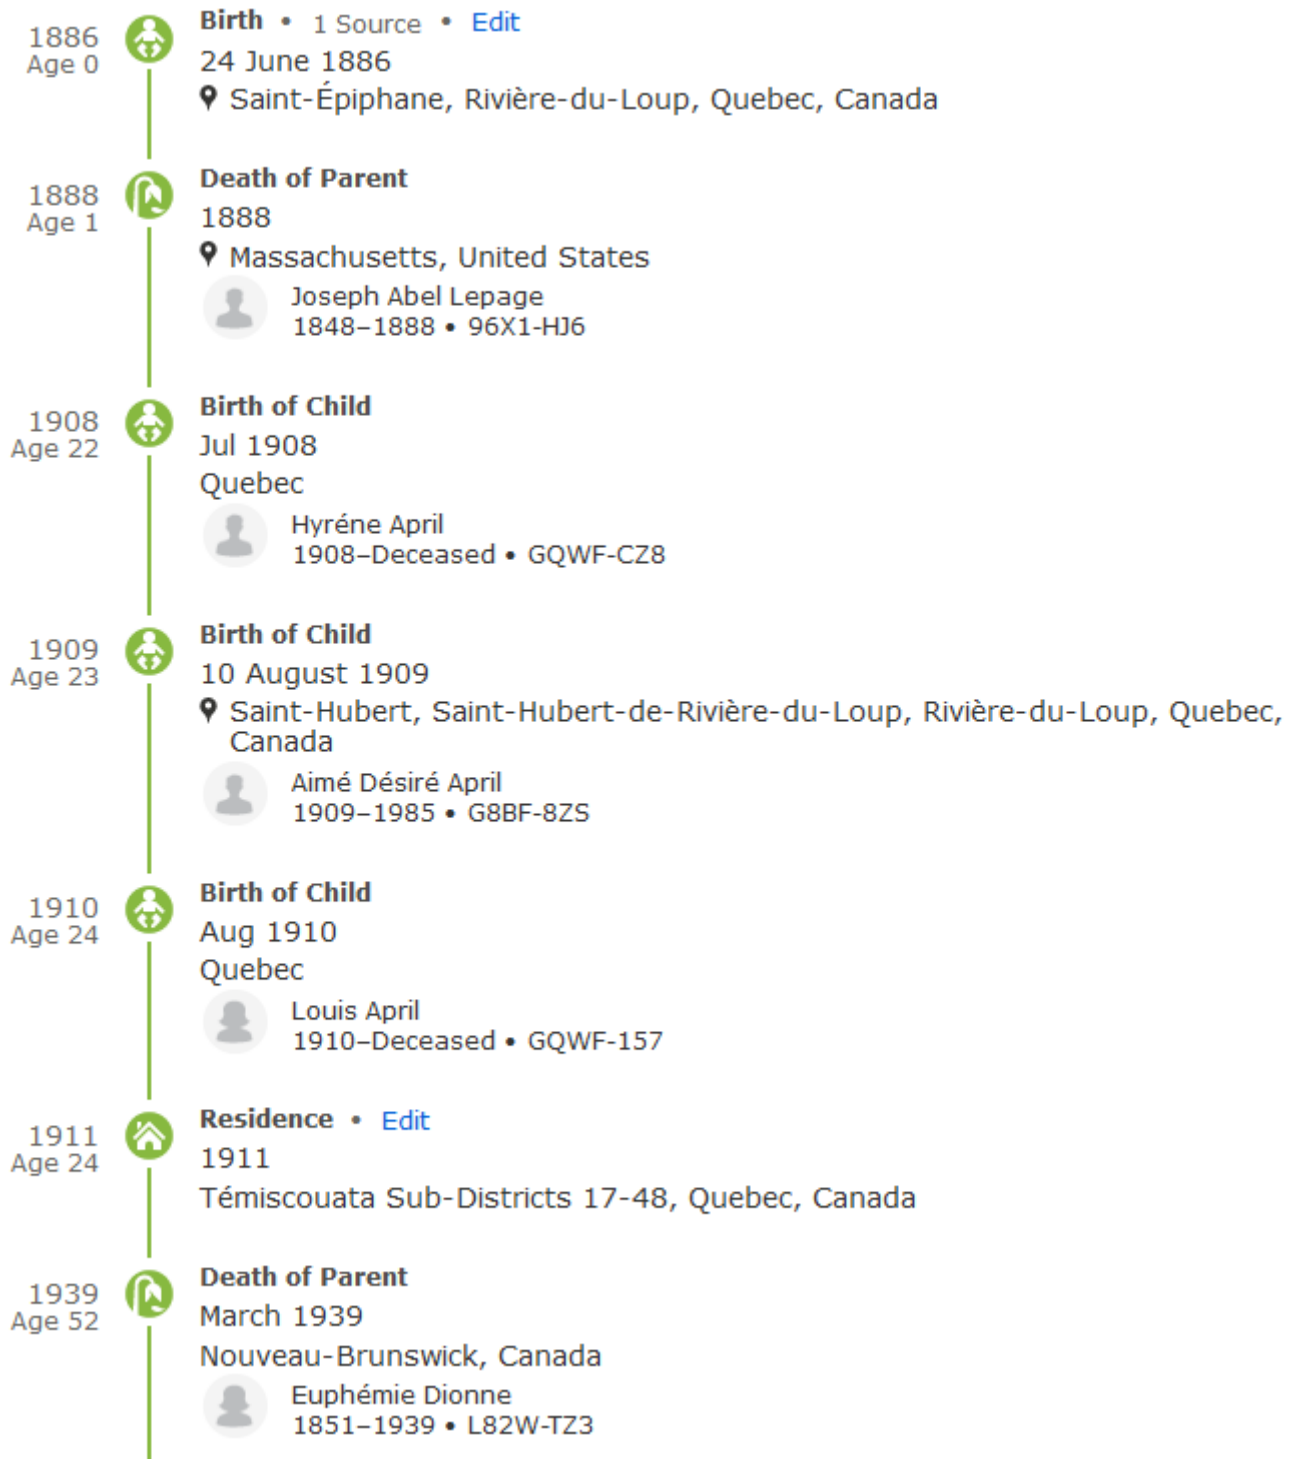 1886
Age 0
Birth • 1 Source • Edit
24 June 1886
Saint-Épiphane, Rivière-du-Loup, Quebec, Canada
1888
Age 1
Death of Parent
1888
Massachusetts, United States
Joseph Abel Lepage
1848–1888 • 96X1-HJ6
1908
Age 22
Birth of Child
Jul 1908
Quebec
Hyréne April
1908–Deceased • GQWF-CZ8
1909
Age 23
Birth of Child
10 August 1909
Saint-Hubert, Saint-Hubert-de-Rivière-du-Loup, Rivière-du-Loup, Quebec,
Canada
Aimé Désiré April
1909–1985 • G8BF-8ZS
1910
Age 24
Birth of Child
Aug 1910
Quebec
Louis April
1910–Deceased • GQWF-157
1911
Age 24
Residence • Edit
1911
Témiscouata Sub-Districts 17-48, Quebec, Canada
1939
Age 52
Death of Parent
March 1939
Nouveau-Brunswick, Canada
Euphémie Dionne
1851–1939 • L82W-TZ3